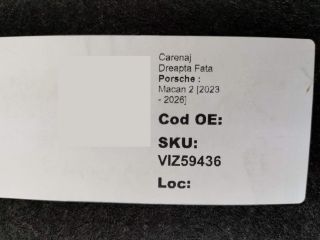 Carenaj
Dreapta Fata
Porsche :
Macan 2 [2023
- 2026]
Cod OE:
SKU:
VIZ59436
Loc: